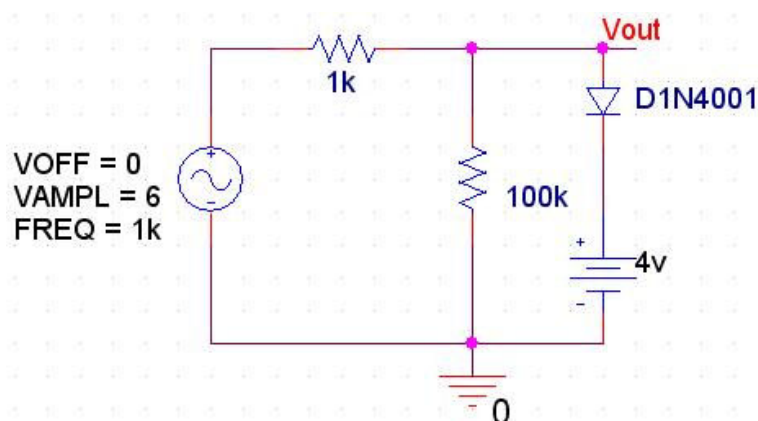 Vout
1k
D1N4001
VOFF = 0
VAMPL = 6
FREQ = 1k
+
-
100k
+
4v
-
0